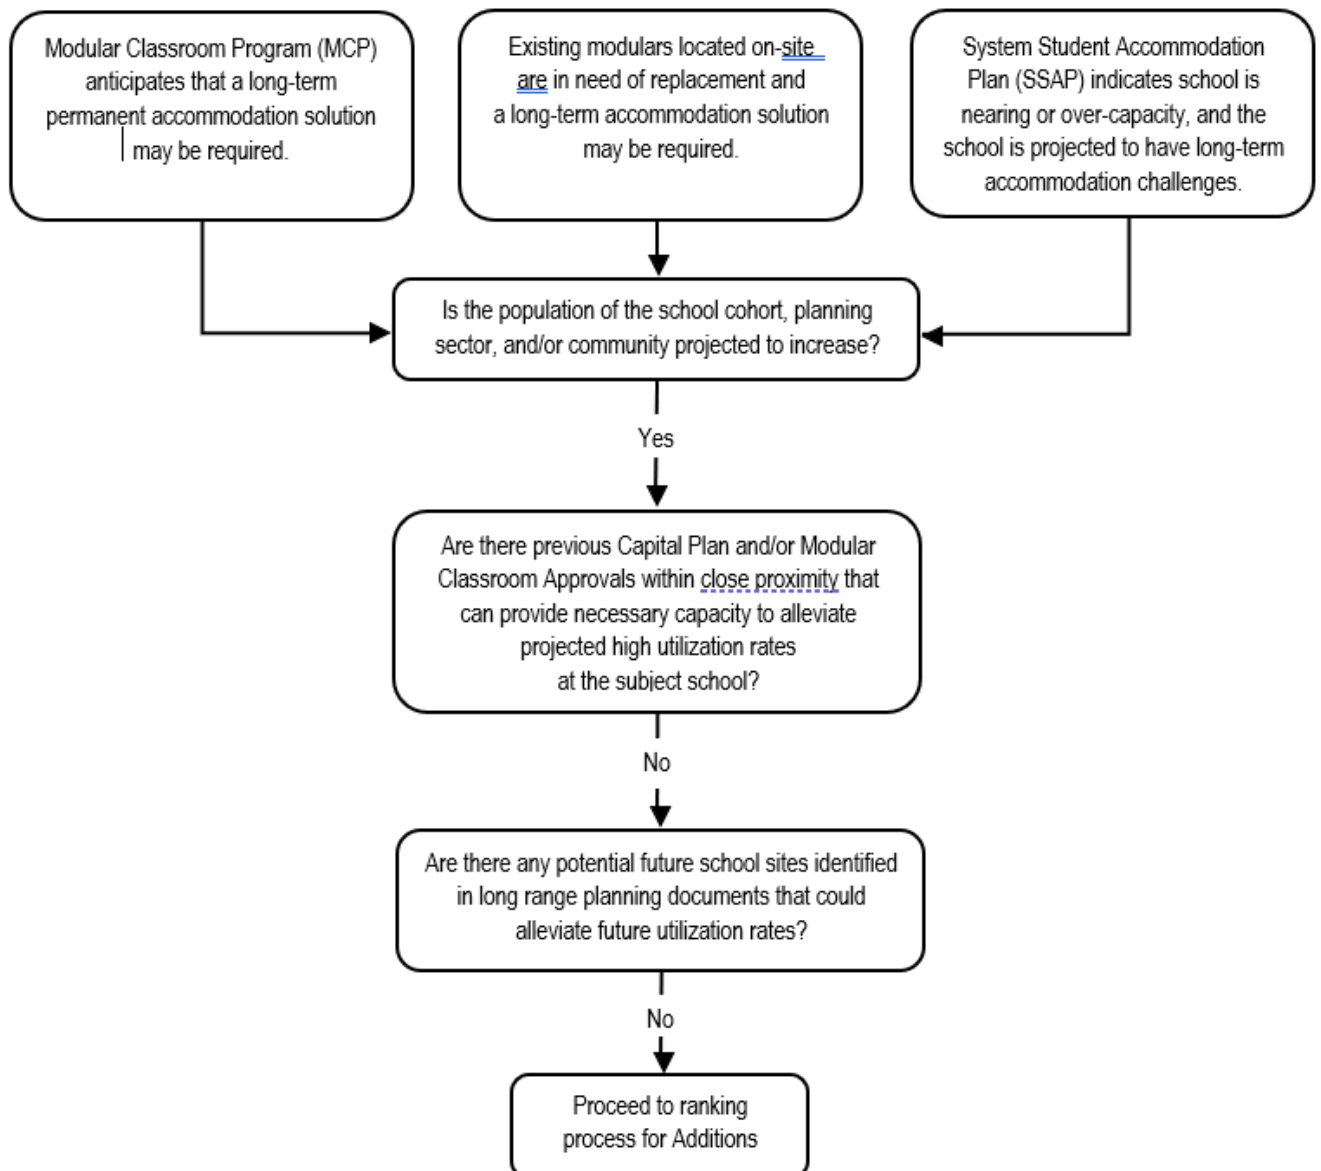 Modular Classroom Program (MCP)
anticipates that a long-term
permanent accommodation solution
may be required.
Existing modulars located on-site
are in need of replacement and
a long-term accommodation solution
may be required.
System Student Accommodation
Plan (SSAP) indicates school is
nearing or over-capacity, and the
school is projected to have long-term
accommodation challenges.
Is the population of the school cohort, planning
sector, and/or community projected to increase?
Yes
Are there previous Capital Plan and/or Modular
Classroom Approvals within close proximity that
can provide necessary capacity to alleviate
projected high utilization rates
at the subject school?
No
Are there any potential future school sites identified
in long range planning documents that could
alleviate future utilization rates?
No
Proceed to ranking
process for Additions